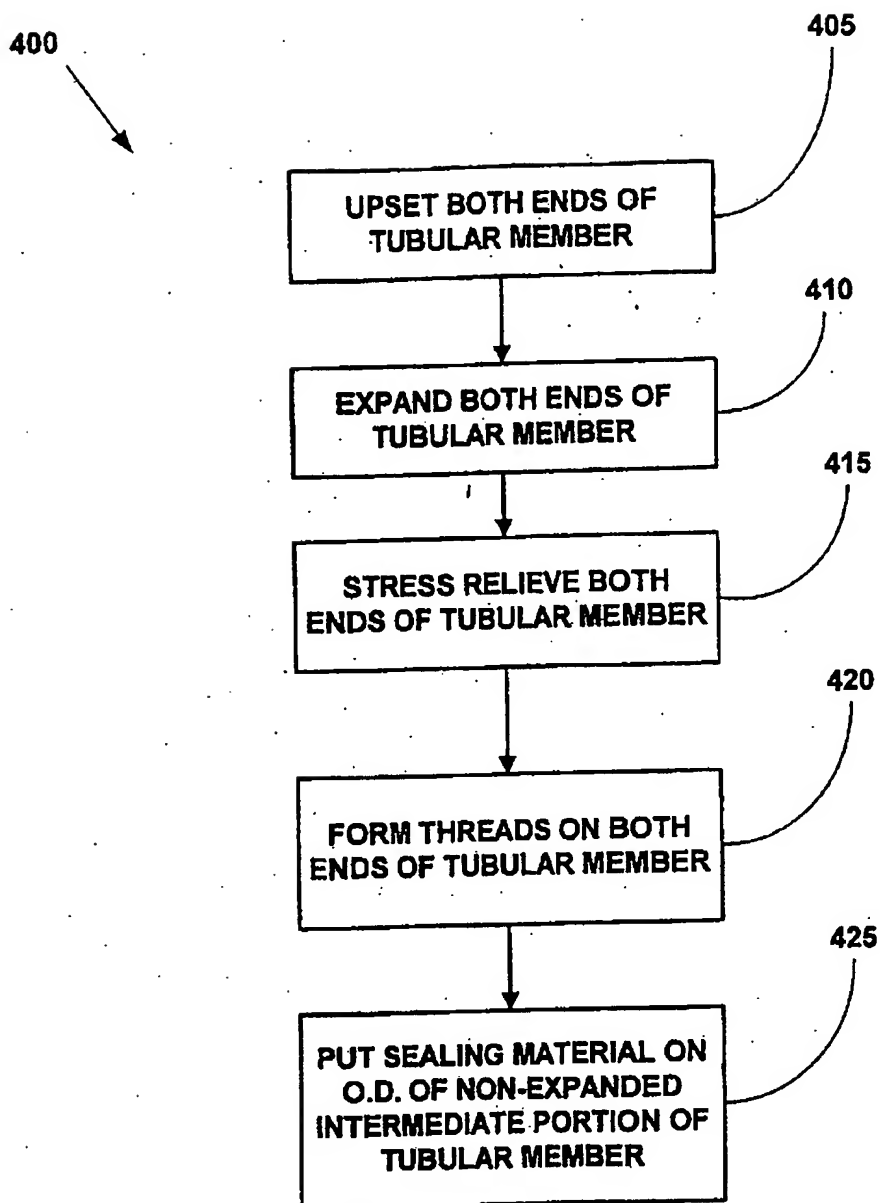 400
405
UPSET BOTH ENDS OF
TUBULAR MEMBER
410
EXPAND BOTH ENDS OF
TUBULAR MEMBER
415
STRESS RELIEVE BOTH
ENDS OF TUBULAR MEMBER
420
FORM THREADS ON BOTH
ENDS OF TUBULAR MEMBER
425
PUT SEALING MATERIAL ON
O.D. OF NON-EXPANDED
INTERMEDIATE PORTION OF
TUBULAR MEMBER